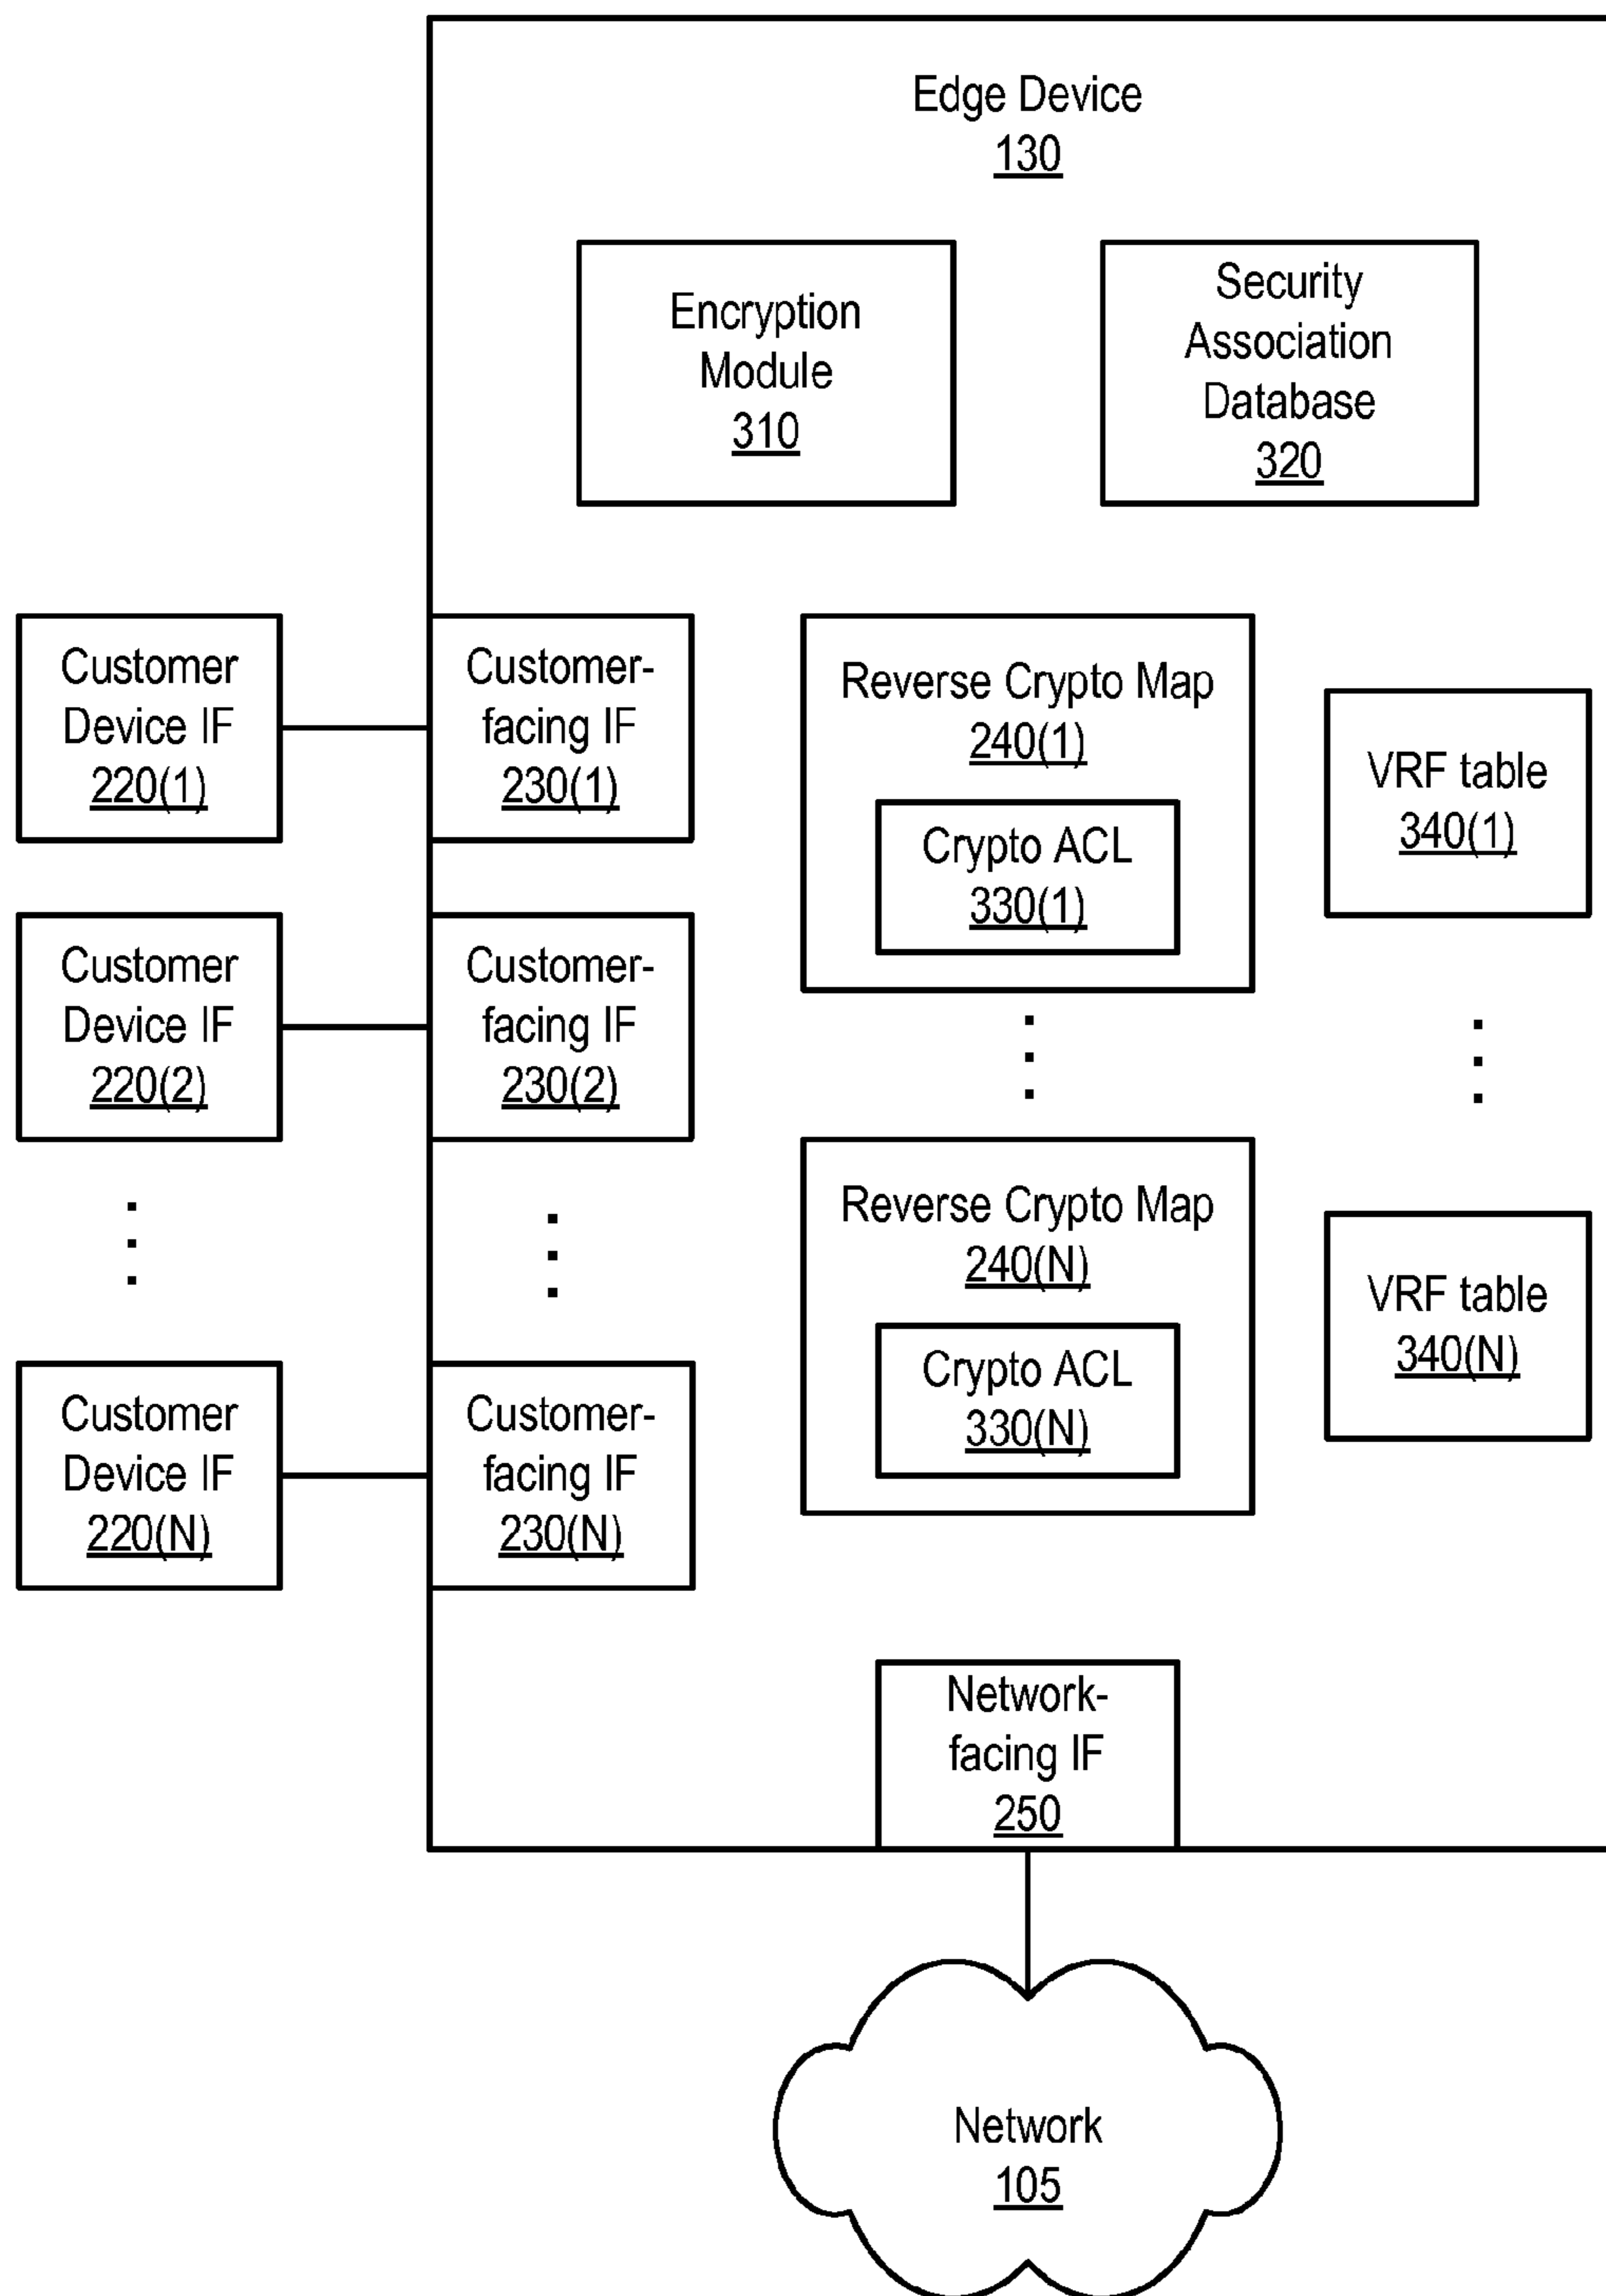 Edge Device
130
Encryption
Module
310
Security
Association
Database
320
Customer
Device IF
220(1)
Customer-
facing IF
230(1)
Reverse Crypto Map
240(1)
Crypto ACL
330(1)
VRF table
340(1)
Customer
Device IF
220(2)
Customer-
facing IF
230(2)
Reverse Crypto Map
240(N)
Crypto ACL
330(N)
VRF table
340(N)
Customer
Device IF
220(N)
Customer-
facing IF
230(N)
Network-
facing IF
250
Network
105